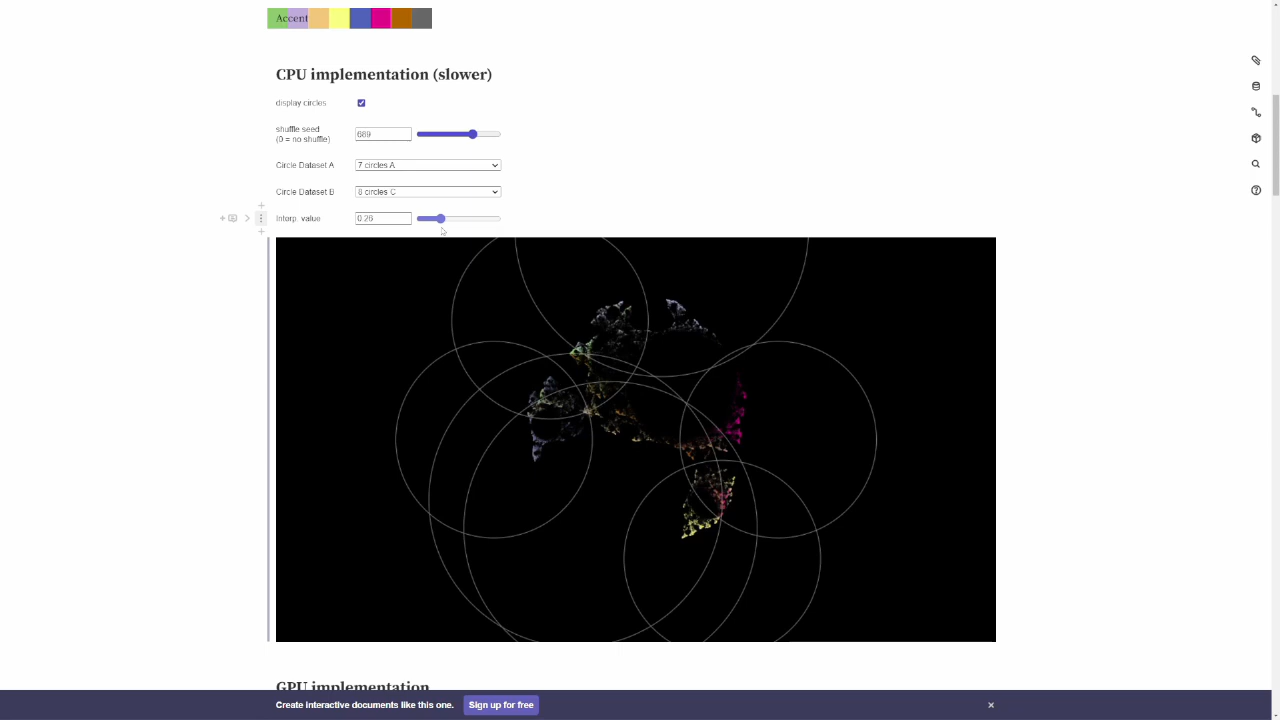 Accent
CPU implementation (slower)
display circles
shuffle seed
(0 = no shuffle)
689
Circle Dataset A
7 circles A
Circle Dataset B
8 circles C
Interp. value
0.26
GPU implementation
Create interactive documents like this one.
Sign up for free